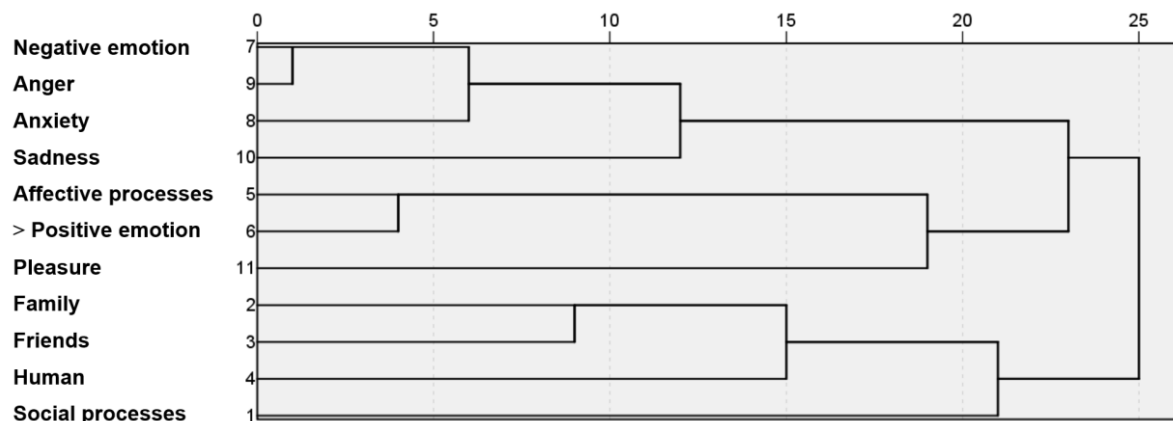 0 5 10 15 20 25
Negative emotion 7
Anger 9
Anxiety 8
Sadness 10
Affective processes 5
> Positive emotion 6
Pleasure 11
Family 2
Friends 3
Human 4
Social processes 1